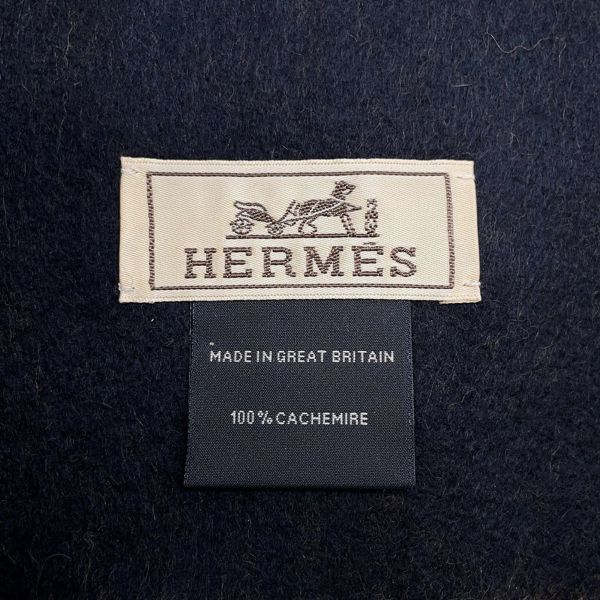 HERMÈS
MADE IN GREAT BRITAIN
100% CACHEMIRE